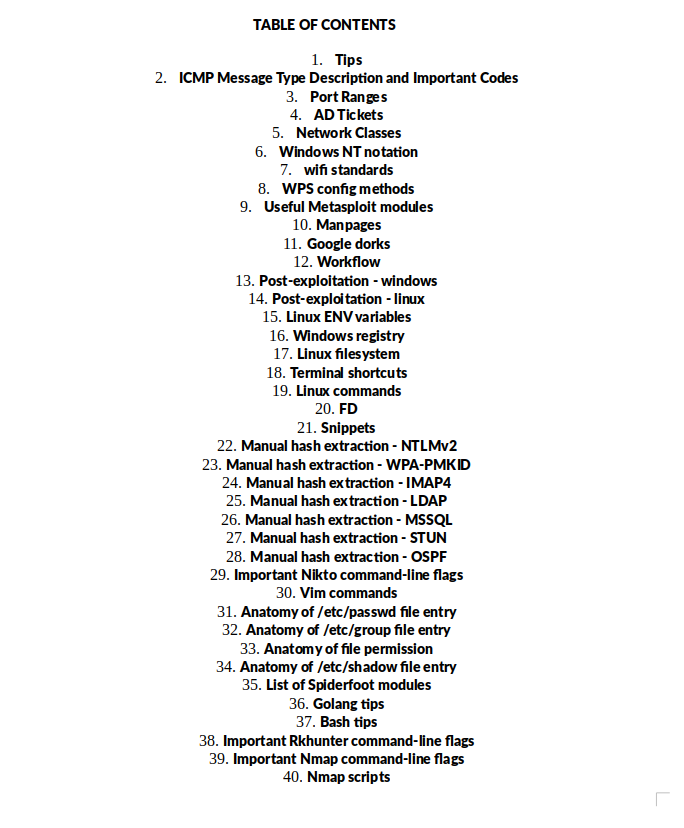 TABLE OF CONTENTS
1. Tips
2. ICMP Message Type Description and Important Codes
3. Port Ranges
4. AD Tickets
5. Network Classes
6. Windows NT notation
7. wifi standards
8. WPS config methods
9. Useful Metasploit modules
10. Manpages
11. Google dorks
12. Workflow
13. Post-exploitation - windows
14. Post-exploitation - linux
15. Linux ENV variables
16. Windows registry
17. Linux filesystem
18. Terminal shortcuts
19. Linux commands
20. FD
21. Snippets
22. Manual hash extraction - NTLMv2
23. Manual hash extraction - WPA-PMKID
24. Manual hash extraction - IMAP4
25. Manual hash extraction - LDAP
26. Manual hash extraction - MSSQL
27. Manual hash extraction - STUN
28. Manual hash extraction - OSPF
29. Important Nikto command-line flags
30. Vim commands
31. Anatomy of /etc/passwd file entry
32. Anatomy of /etc/group file entry
33. Anatomy of file permission
34. Anatomy of /etc/shadow file entry
35. List of Spiderfoot modules
36. Golang tips
37. Bash tips
38. Important Rkhunter command-line flags
39. Important Nmap command-line flags
40. Nmap scripts